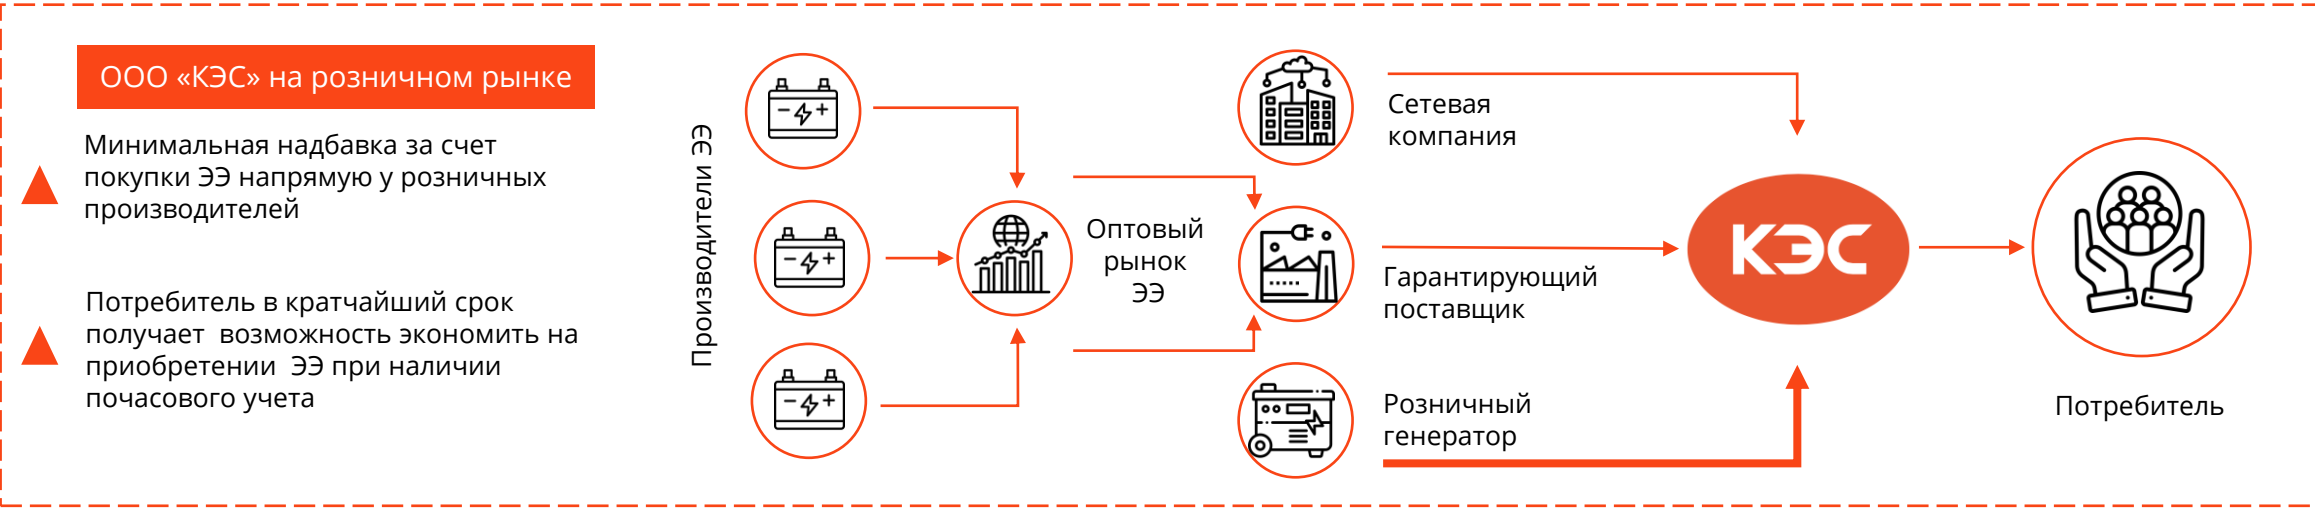 ООО «КЭС» на розничном рынке
Минимальная надбавка за счет
покупки ЭЭ напрямую у розничных
производителей
Потребитель в кратчайший срок
получает возможность экономить на
приобретении ЭЭ при наличии
почасового учета
Производители ЭЭ
Оптовый
рынок
ЭЭ
Сетевая
компания
Гарантирующий
поставщик
Розничный
генератор
КЭС
Потребитель